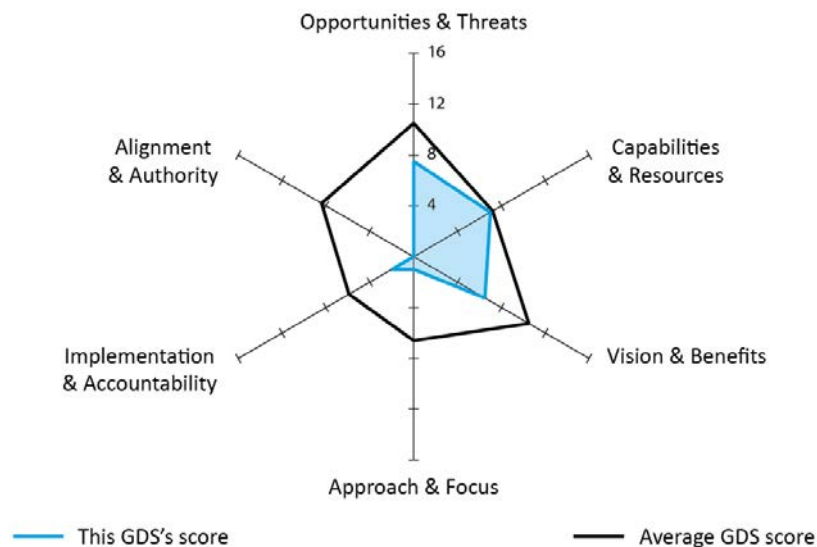 Opportunities & Threats
16
12
8
4
Alignment
& Authority
Capabilities
& Resources
Implementation
& Accountability
Vision & Benefits
Approach & Focus
This GDS's score
Average GDS score